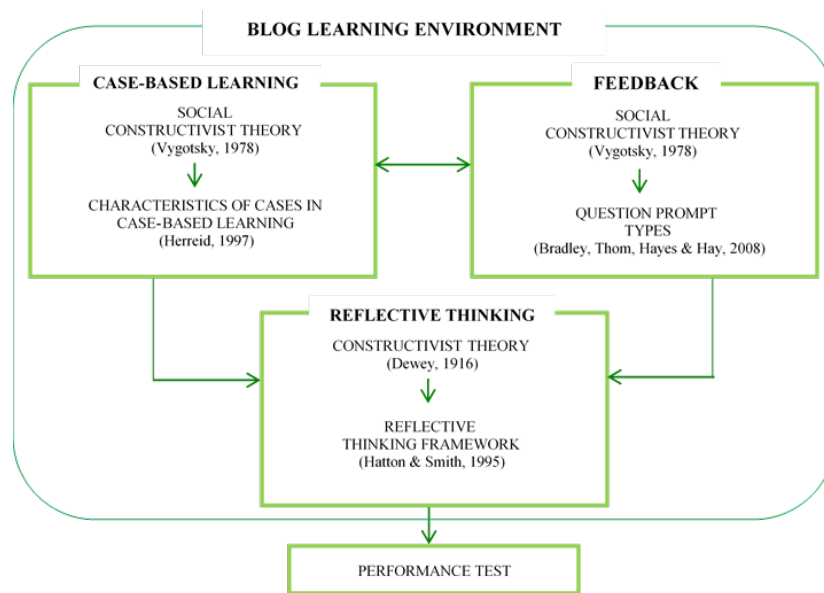 BLOG LEARNING ENVIRONMENT
CASE-BASED LEARNING
SOCIAL
CONSTRUCTIVIST THEORY
(Vygotsky, 1978)
CHARACTERISTICS OF CASES IN
CASE-BASED LEARNING
(Herreid, 1997)
FEEDBACK
SOCIAL
CONSTRUCTIVIST THEORY
(Vygotsky, 1978)
QUESTION PROMPT
TYPES
(Bradley, Thom, Hayes & Hay, 2008)
REFLECTIVE THINKING
CONSTRUCTIVIST THEORY
(Dewey, 1916)
REFLECTIVE
THINKING FRAMEWORK
(Hatton & Smith, 1995)
PERFORMANCE TEST